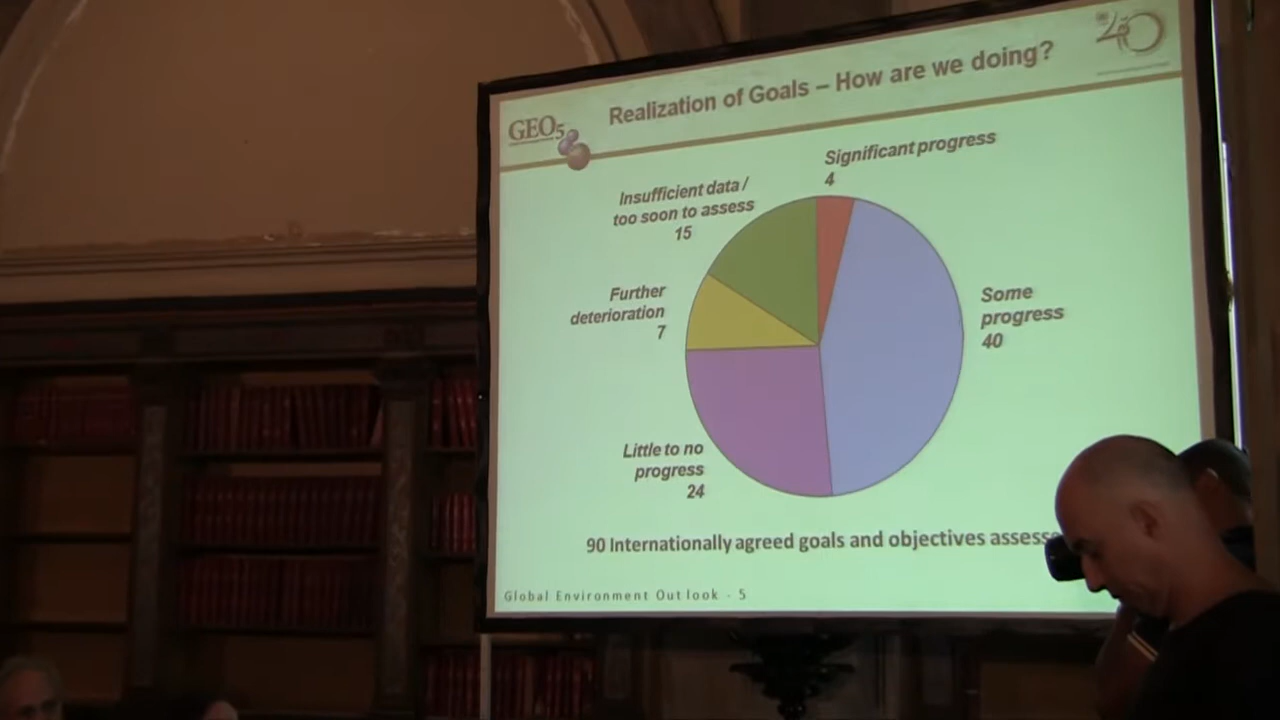 Realization of Goals – How are we doing?
GEO5
Significant progress
4
Insufficient data /
too soon to assess
15
Further
deterioration
7
Some
progress
40
Little to no
progress
24
90 Internationally agreed goals and objectives
Global Environment Outlook - 5